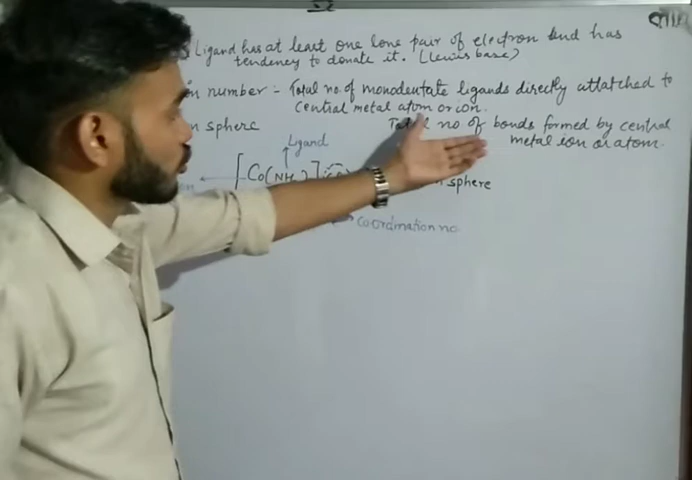 Ligand has at least one lone pair of electron and has
tendency to donate it. (Lewis base)
number - Total no of monodentate ligands directly attatched to
central metal atom or ion.
n sphere
no of bonds formed by central
metal ion or atom.
Ligand
[Co(NH
sphere
coordination no